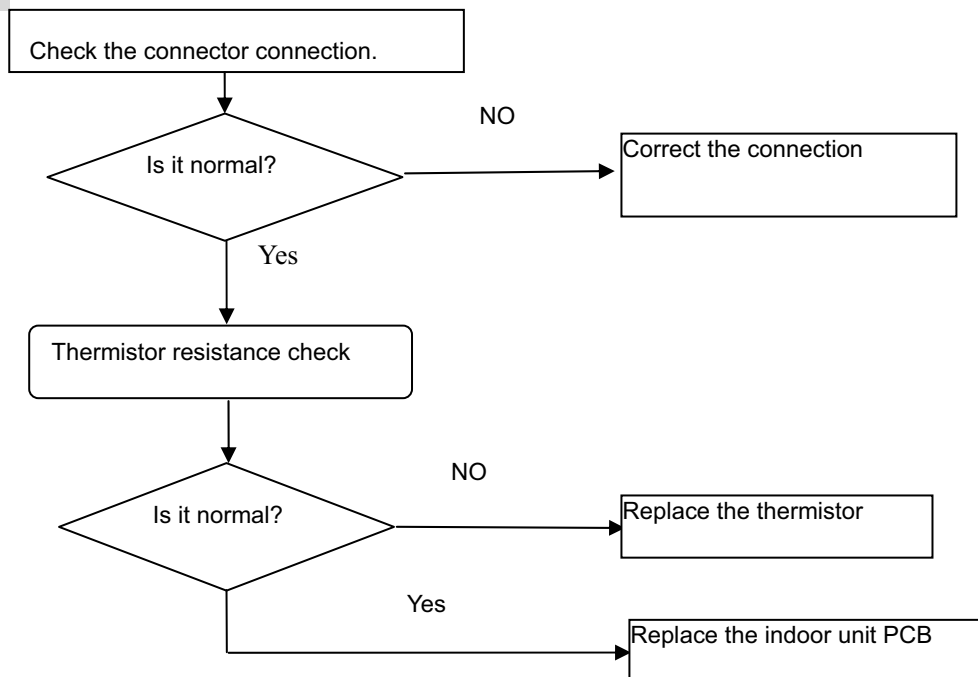 Check the connector connection.
NO
Is it normal?
Correct the connection
Yes
Thermistor resistance check
NO
Is it normal?
Replace the thermistor
Yes
Replace the indoor unit PCB